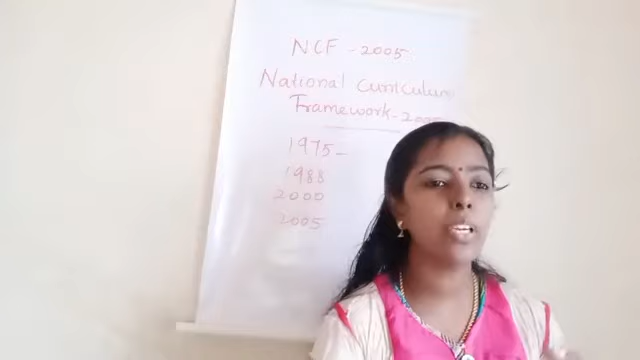 NCF - 2005
National Curriculum
Framework - 2005
1975 -
1988
2000
2005